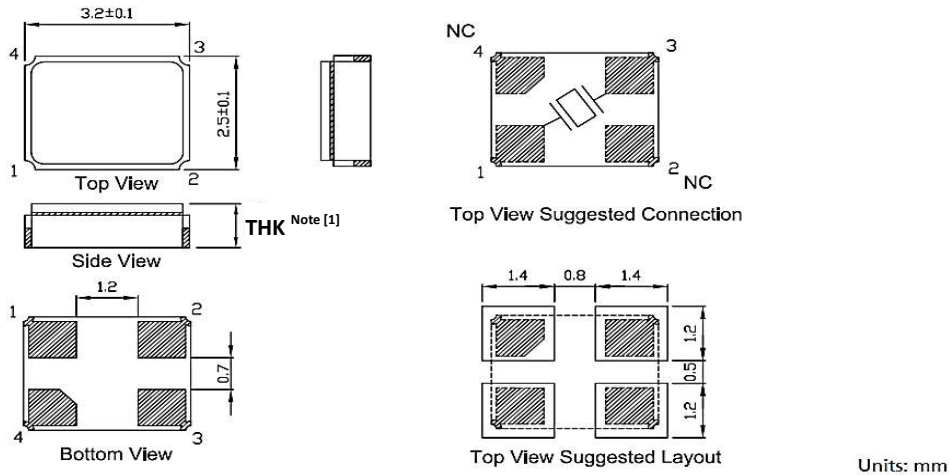 3.2±0.1
4
3
2.5±0.1
1
2
Top View
THK Note [1]
Side View
NC
4
3
1
2
NC
Top View Suggested Connection
1.2
1
2
0.7
4
3
Bottom View
1.4
0.8
1.4
1.2
0.5
1.2
Top View Suggested Layout
Units: mm